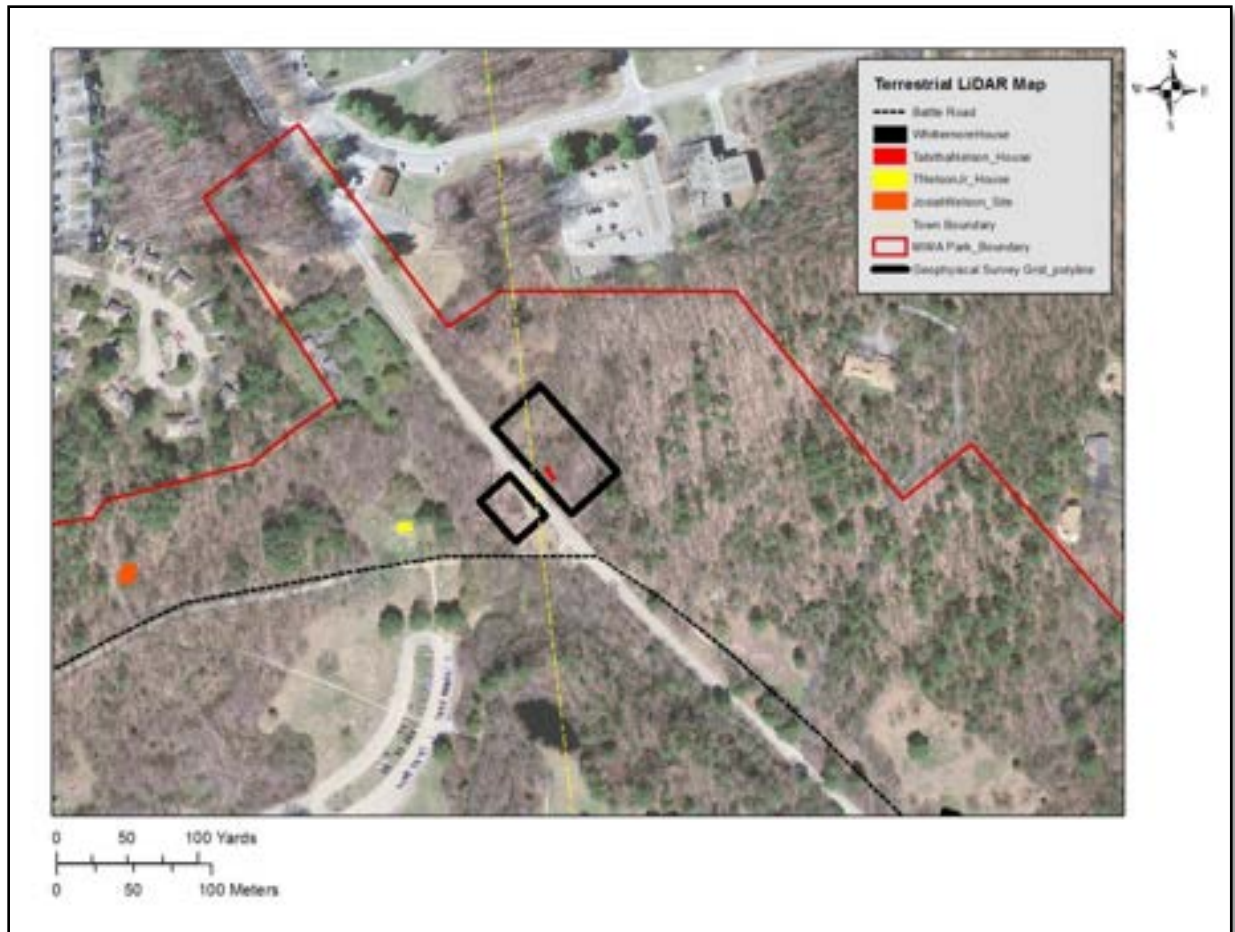 N
W E
S
Terrestrial LiDAR Map
Battle Road
WhittemoreHouse
TabithaNelson_House
TNelsonJr_House
JosiahNelson_Site
Town Boundary
MIMA Park_Boundary
Geophysical Survey Grid_polyline
0 50 100 Yards
0 50 100 Meters